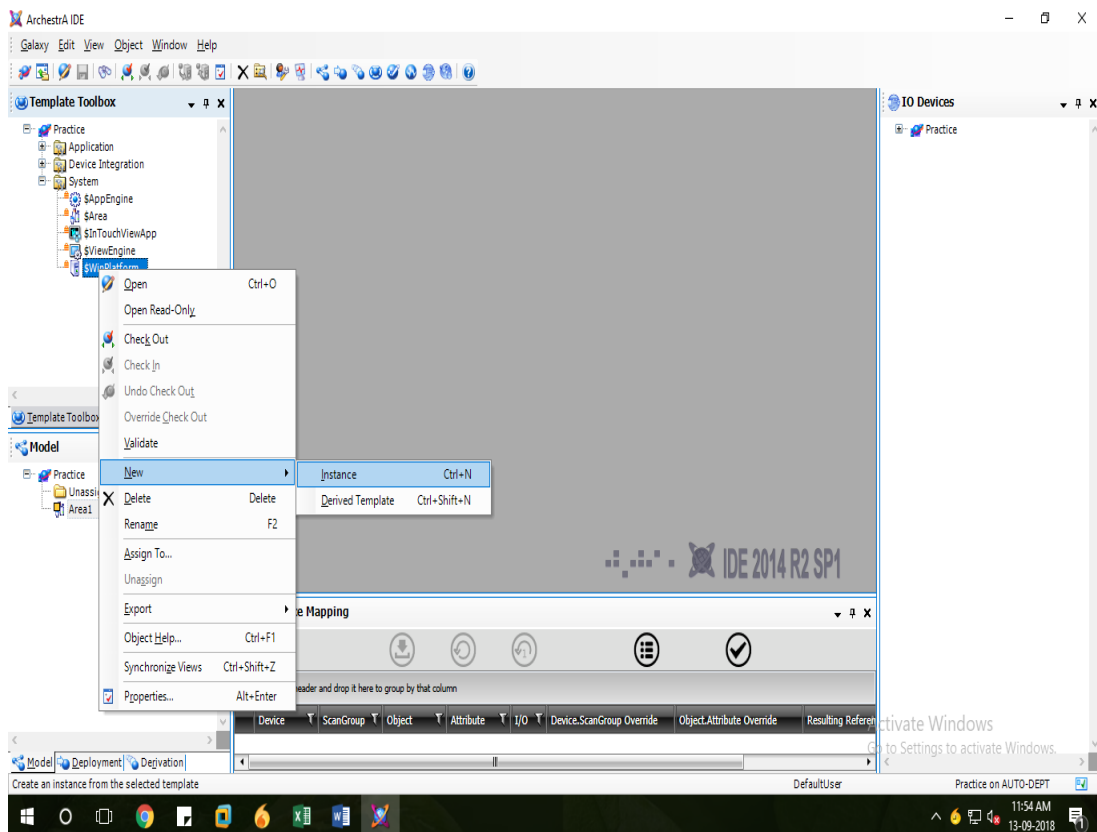 ArchestrA IDE
Galaxy Edit View Object Window Help
Template Toolbox
Practice
Application
Device Integration
System
$AppEngine
$Area
$InTouchViewApp
$ViewEngine
$WinPlatform
Open Ctrl+O
Open Read-Only
Check Out
Check In
Undo Check Out
Override Check Out
Validate
New
Delete Delete
Rename F2
Assign To...
Unassign
Export
Object Help... Ctrl+F1
Synchronize Views Ctrl+Shift+Z
Properties... Alt+Enter
Instance Ctrl+N
Derived Template Ctrl+Shift+N
Template Toolbox
Model
Practice
Unassi
Area1
IO Devices
Practice
IDE 2014 R2 SP1
e Mapping
eader and drop it here to group by that column
Device ScanGroup Object Attribute I/O Device.ScanGroup Override Object.Attribute Override Resulting Referen
Activate Windows
Go to Settings to activate Windows.
Model Deployment Derivation
Create an instance from the selected template DefaultUser Practice on AUTO-DEPT
11:54 AM
13-09-2018